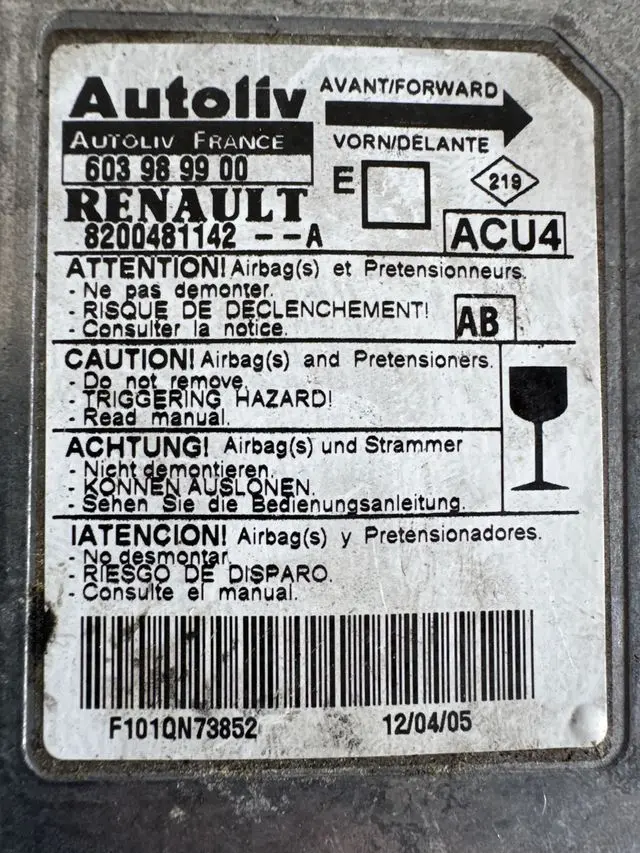 Autoliv
AVANT/FORWARD
AUTOLIV FRANCE
VORN/DELANTE
603 98 99 00
E
219
RENAULT
8200481142 --A
ACU4
ATTENTION! Airbag(s) et Pretensionneurs.
- Ne pas demonter.
- RISQUE DE DECLENCHEMENT!
- Consulter la notice.
AB
CAUTION! Airbag(s) and Pretensioners.
- Do not remove.
- TRIGGERING HAZARD!
- Read manual.
ACHTUNG! Airbag(s) und Strammer
- Nicht demontieren.
- KONNEN AUSLONEN.
- Sehen Sie die Bedienungsanleitung.
IATENCION! Airbag(s) y Pretensionadores.
- No desmontar.
- RIESGO DE DISPARO.
- Consulte el manual.
F101QN73852 12/04/05